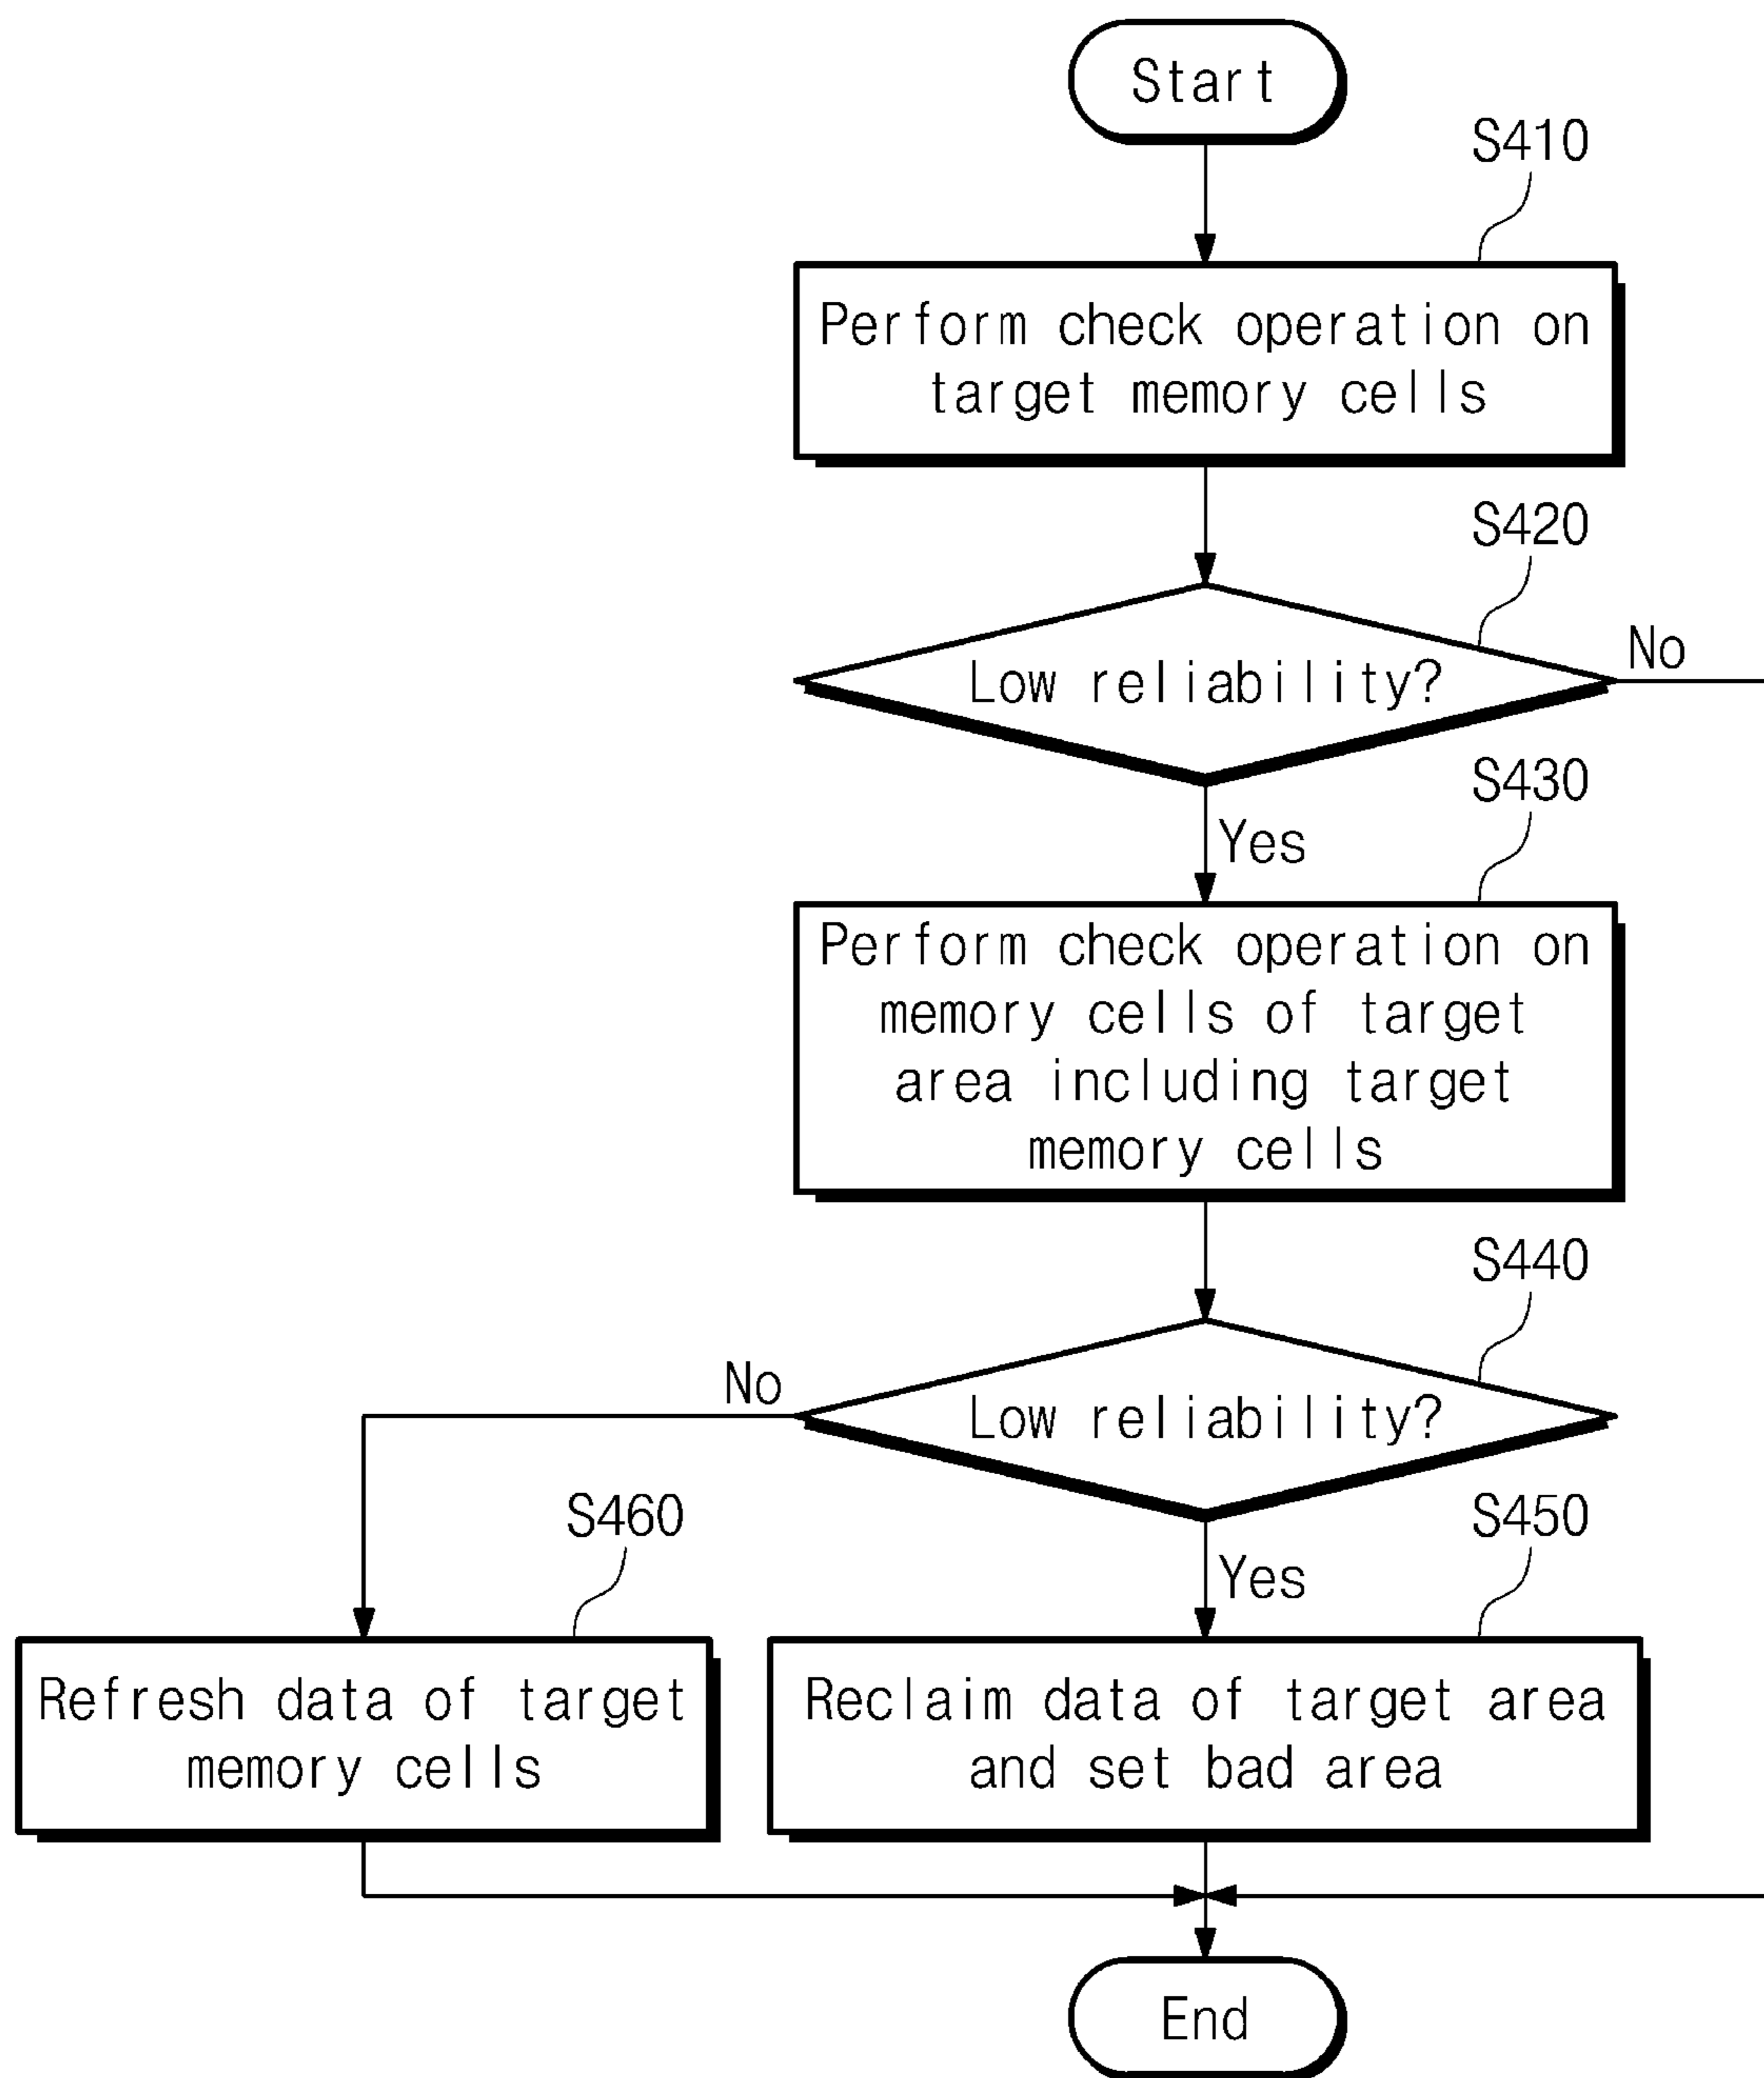 Start
S410
Perform check operation on
target memory cells
S420
Low reliability?
No
S430
Yes
Perform check operation on
memory cells of target
area including target
memory cells
S440
No
Low reliability?
S460
S450
Yes
Refresh data of target
memory cells
Reclaim data of target area
and set bad area
End